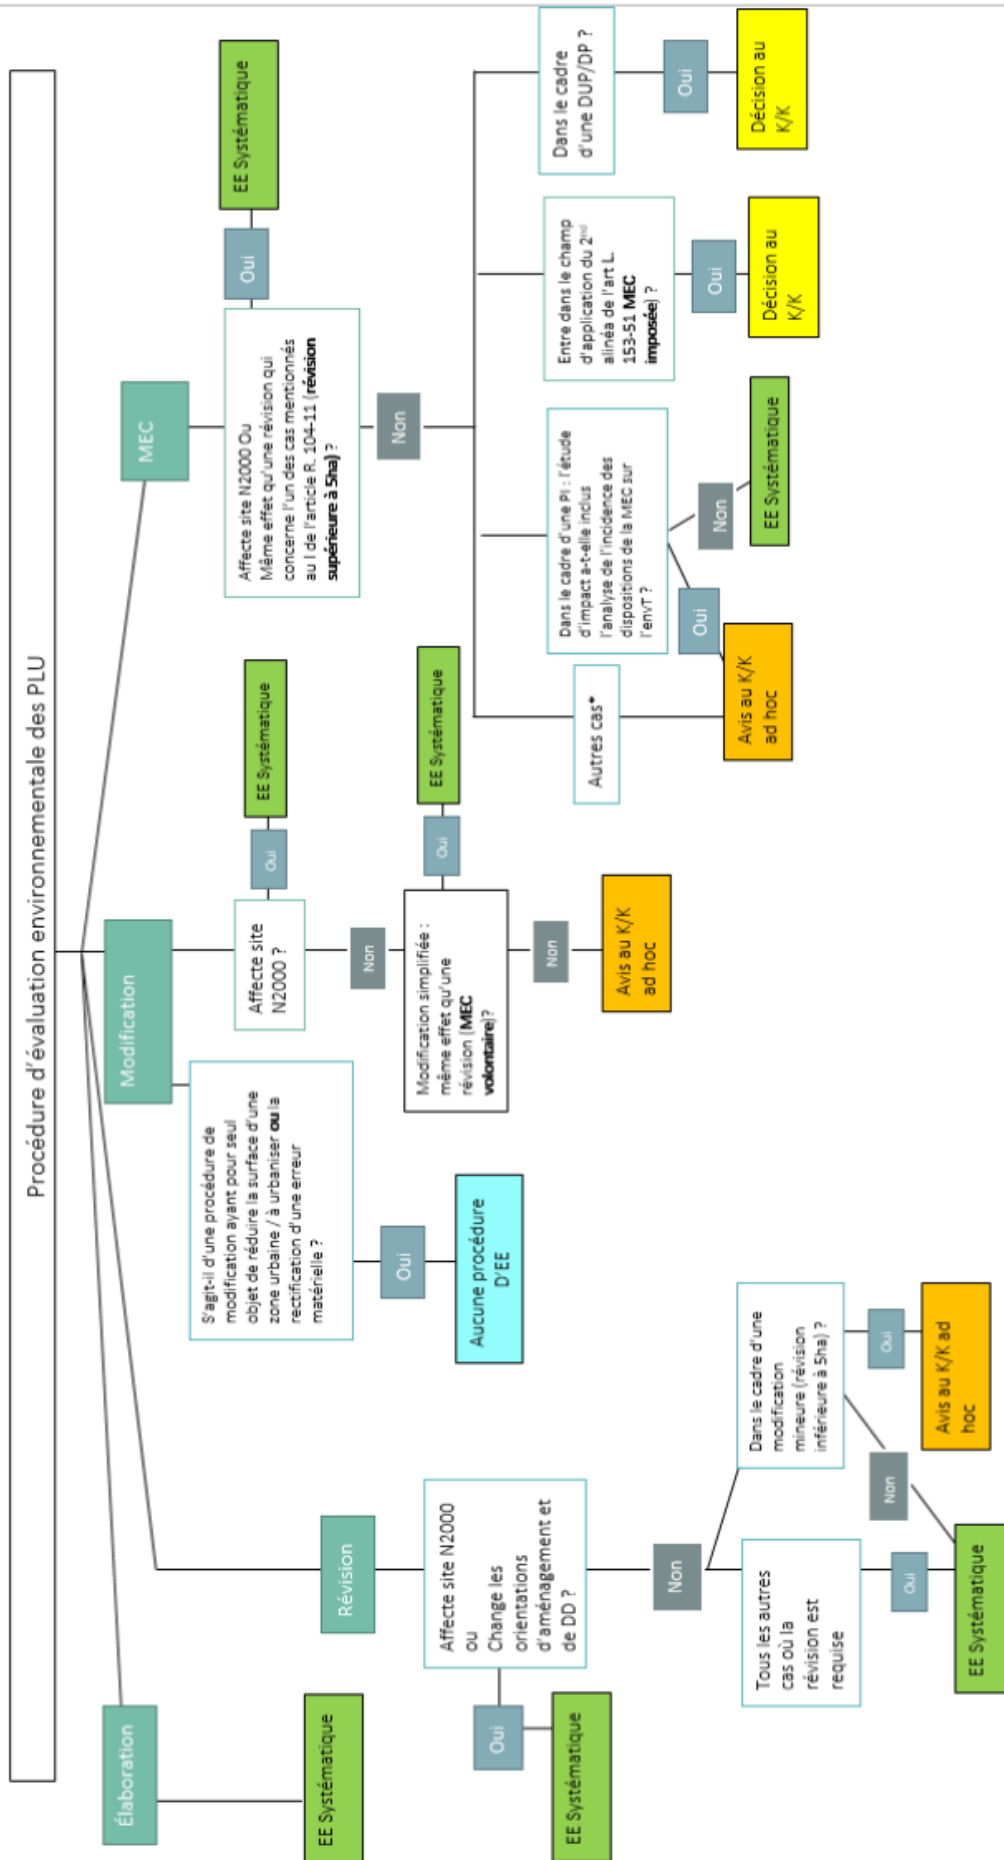 Procédure d'évaluation environnementale des PLU
Élaboration
EE Systématique
Révision
Affecte site N2000
ou
Change les
orientations
d'aménagement et
de DD ?
Oui
EE Systématique
Non
Tous les autres
cas où la
révision est
requise
Oui
EE Systématique
Dans le cadre d'une
modification
mineure (révision
inférieure à 5ha) ?
Non
Oui
Avis au K/K ad
hoc
Modification
S'agit-il d'une procédure de
modification ayant pour seul
objet de réduire la surface d'une
zone urbaine / à urbaniser ou la
rectification d'une erreur
matérielle ?
Oui
Aucune procédure
D'EE
Affecte site
N2000 ?
Oui
EE Systématique
Non
Modification simplifiée :
même effet qu'une
révision (MEC
volontaire)?
Oui
EE Systématique
Non
Avis au K/K
ad hoc
MEC
Affecte site N2000 Ou
Même effet qu'une révision qui
concerne l'un des cas mentionnés
au I de l'article R. 104-11 (révision
supérieure à 5ha) ?
Oui
EE Systématique
Non
Autres cas*
Avis au K/K
ad hoc
Dans le cadre d'une PI : l'étude
d'impact a-t-elle inclus
l'analyse de l'incidence des
dispositions de la MEC sur
l'envT ?
Oui
Non
EE Systématique
Entre dans le champ
d'application du 2nd
alinéa de l'art L.
153-51 MEC
imposée) ?
Oui
Décision au
K/K
Dans le cadre
d'une DUP/DP ?
Oui
Décision au
K/K